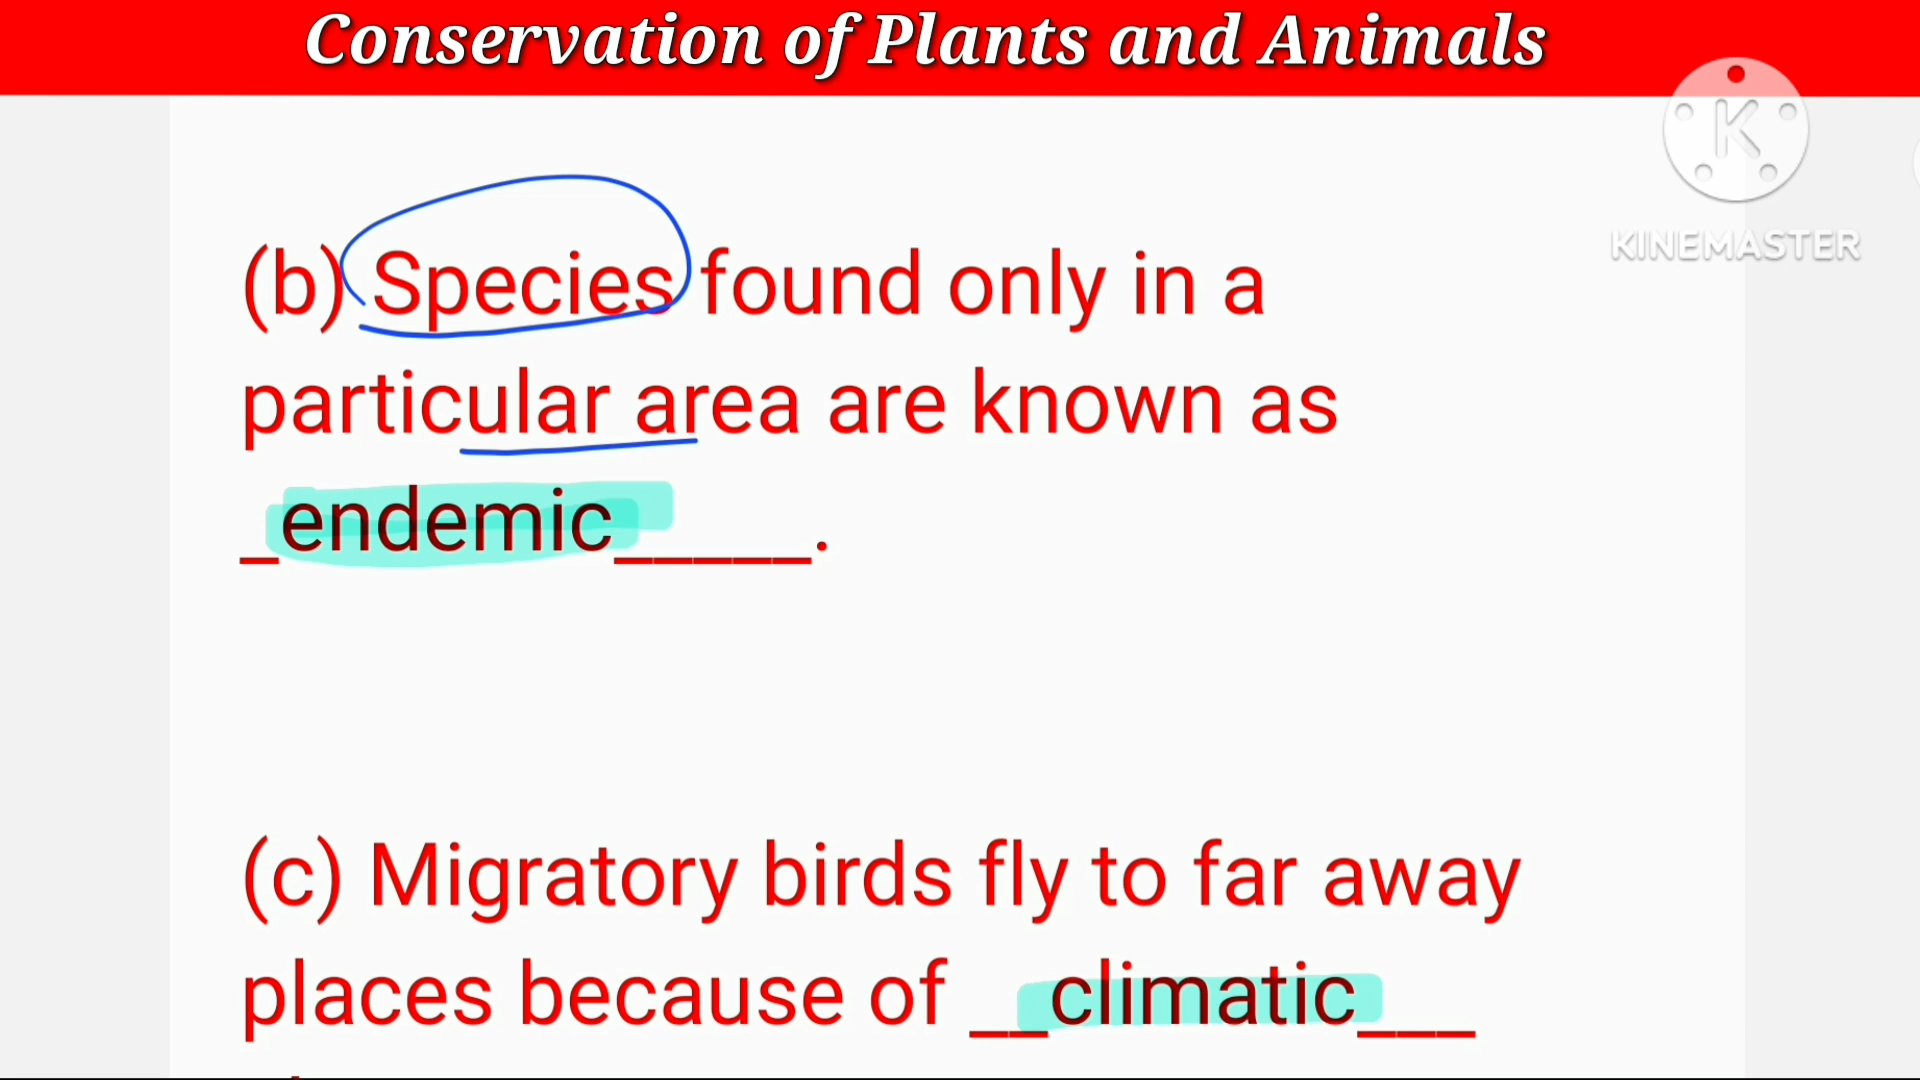 Conservation of Plants and Animals
K
KINEMASTER
(b) Species found only in a
particular area are known as
_endemic_____.
(c) Migratory birds fly to far away
places because of __climatic___